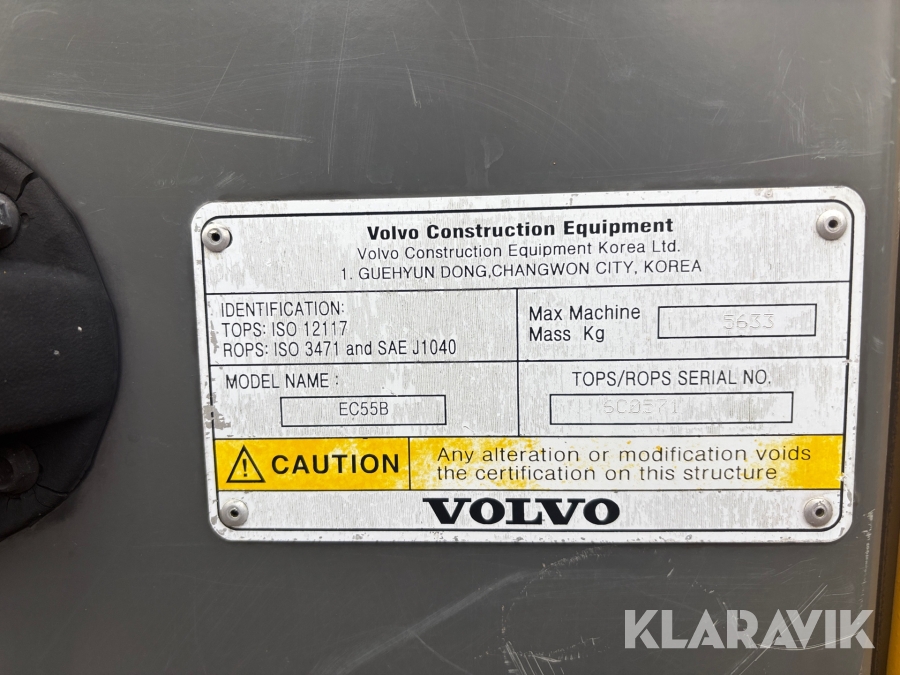 Volvo Construction Equipment
Volvo Construction Equipment Korea Ltd.
1. GUEHYUN DONG,CHANGWON CITY, KOREA
IDENTIFICATION:
TOPS: ISO 12117
ROPS: ISO 3471 and SAE J1040
Max Machine
Mass Kg
5633
MODEL NAME :
EC55B
TOPS/ROPS SERIAL NO.
CAUTION
Any alteration or modification voids
the certification on this structure
VOLVO
KLARAVIK